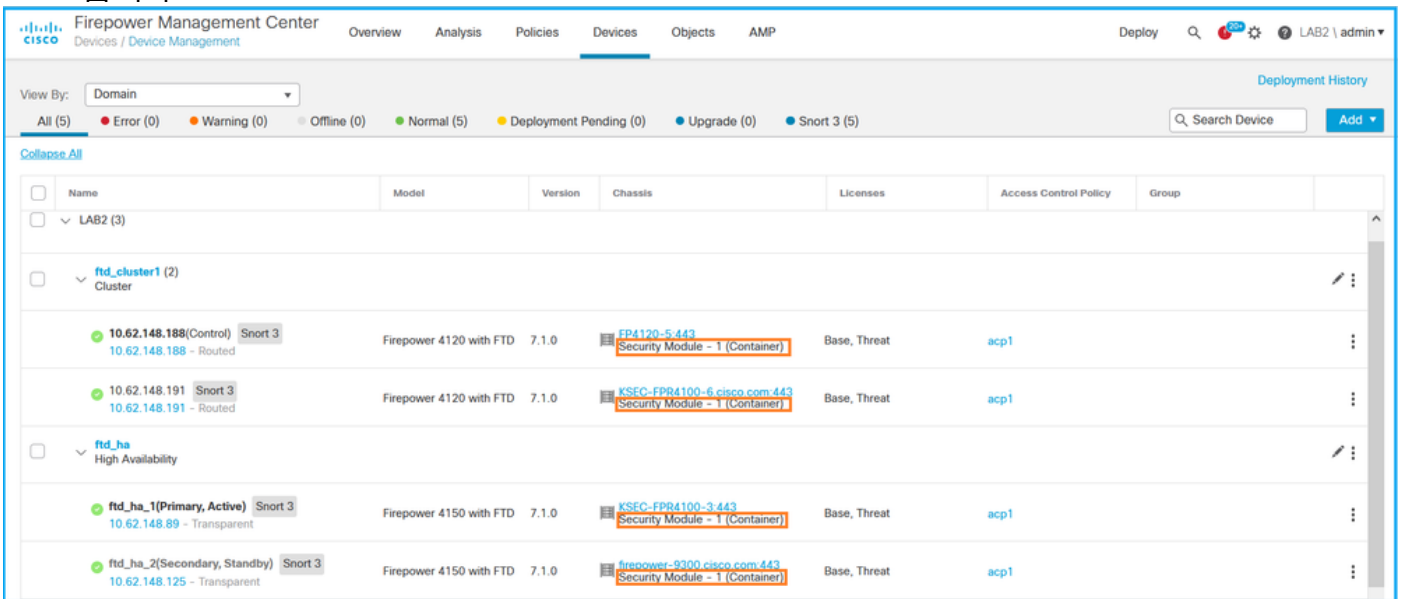 Firepower Management Center
CISCO Devices / Device Management
Overview Analysis Policies Devices Objects AMP
Deploy 20+ LAB2 \ admin
Deployment History
View By: Domain
All (5) Error (0) Warning (0) Offline (0) Normal (5) Deployment Pending (0) Upgrade (0) Snort 3 (5)
Search Device Add
Collapse All
Name Model Version Chassis Licenses Access Control Policy Group
LAB2 (3)
ftd_cluster1 (2)
Cluster
10.62.148.188(Control) Snort 3
10.62.148.188 - Routed
Firepower 4120 with FTD 7.1.0
FP4120-5:443
Security Module - 1 (Container)
Base, Threat acp1
10.62.148.191 Snort 3
10.62.148.191 - Routed
Firepower 4120 with FTD 7.1.0
KSEC-FPR4100-6.cisco.com:443
Security Module - 1 (Container)
Base, Threat acp1
ftd_ha
High Availability
ftd_ha_1(Primary, Active) Snort 3
10.62.148.89 - Transparent
Firepower 4150 with FTD 7.1.0
KSEC-FPR4100-3:443
Security Module - 1 (Container)
Base, Threat acp1
ftd_ha_2(Secondary, Standby) Snort 3
10.62.148.125 - Transparent
Firepower 4150 with FTD 7.1.0
firepower-9300.cisco.com:443
Security Module - 1 (Container)
Base, Threat acp1